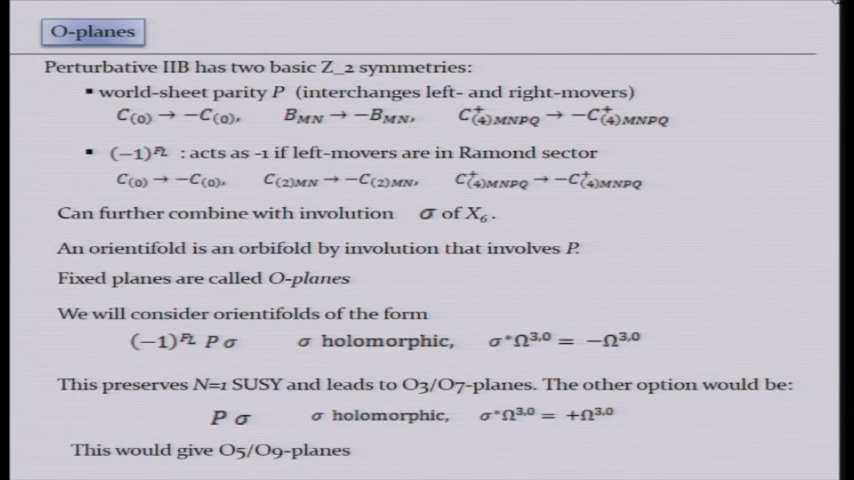 O-planes
Perturbative IIB has two basic Z_2 symmetries:
▪ world-sheet parity P (interchanges left- and right-movers)
C₍₀₎ → −C₍₀₎, B_MN → −B_MN, C⁺₍₄₎MNPQ → −C⁺₍₄₎MNPQ
▪ (−1)^{F_L} : acts as -1 if left-movers are in Ramond sector
C₍₀₎ → −C₍₀₎, C₍₂₎MN → −C₍₂₎MN, C⁺₍₄₎MNPQ → −C⁺₍₄₎MNPQ
Can further combine with involution σ of X₆.
An orientifold is an orbifold by involution that involves P.
Fixed planes are called O-planes
We will consider orientifolds of the form
(−1)^{F_L} P σ σ holomorphic, σ*Ω³,⁰ = −Ω³,⁰
This preserves N=1 SUSY and leads to O3/O7-planes. The other option would be:
P σ σ holomorphic, σ*Ω³,⁰ = +Ω³,⁰
This would give O5/O9-planes